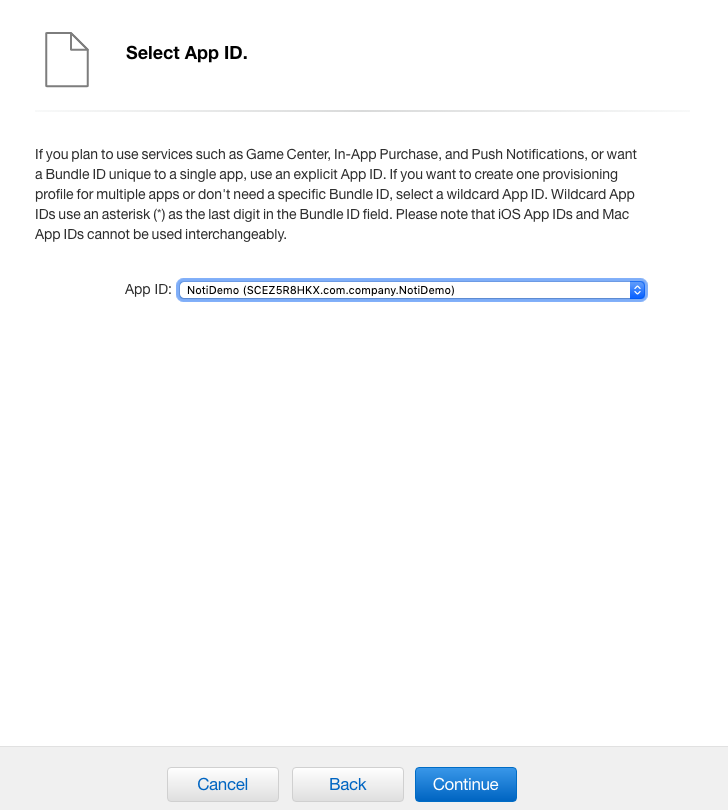 Select App ID.
If you plan to use services such as Game Center, In-App Purchase, and Push Notifications, or want
a Bundle ID unique to a single app, use an explicit App ID. If you want to create one provisioning
profile for multiple apps or don't need a specific Bundle ID, select a wildcard App ID. Wildcard App
IDs use an asterisk (*) as the last digit in the Bundle ID field. Please note that iOS App IDs and Mac
App IDs cannot be used interchangeably.
App ID: NotiDemo (SCEZ5R8HKX.com.company.NotiDemo)
Cancel Back Continue